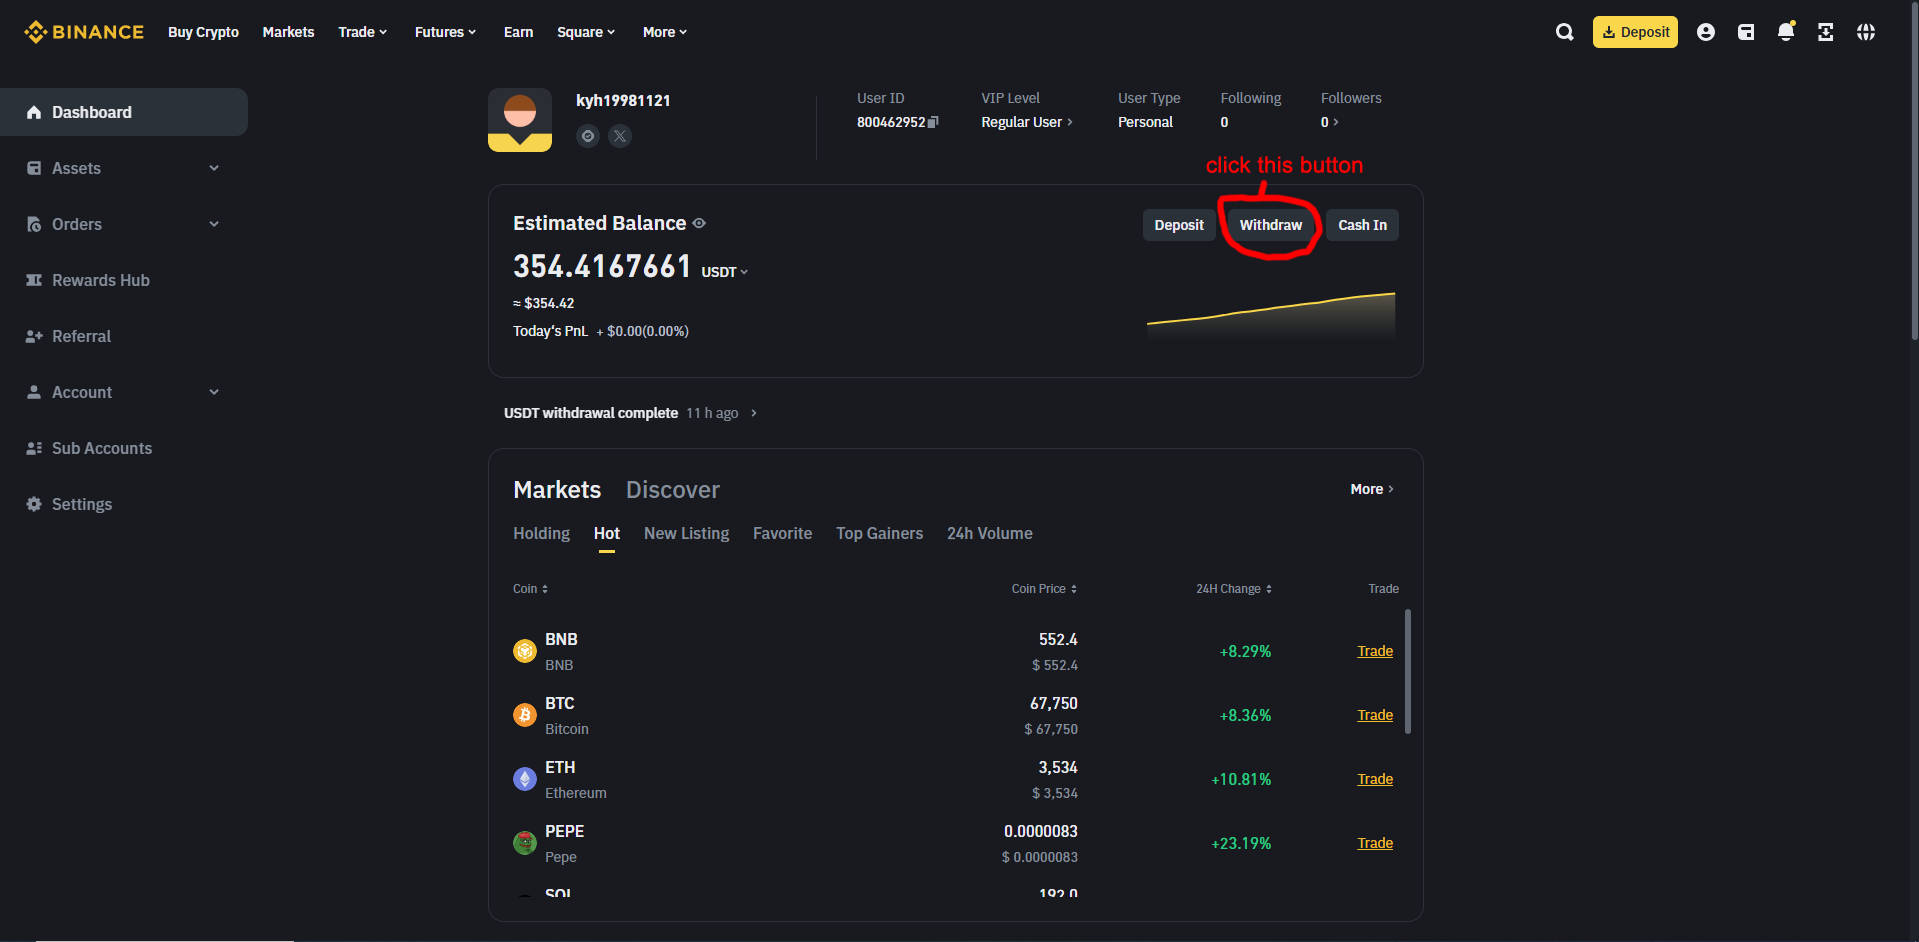 BINANCE Buy Crypto Markets Trade Futures Earn Square More Deposit
Dashboard
Assets
Orders
Rewards Hub
Referral
Account
Sub Accounts
Settings
kyh19981121
User ID VIP Level User Type Following Followers
800462952 Regular User Personal 0 0
click this button
Estimated Balance Deposit Withdraw Cash In
354.4167661 USDT
≈ $354.42
Today's PnL + $0.00(0.00%)
USDT withdrawal complete 11 h ago
Markets Discover More
Holding Hot New Listing Favorite Top Gainers 24h Volume
Coin Coin Price 24H Change Trade
BNB 552.4
BNB $ 552.4 +8.29% Trade
BTC 67,750
Bitcoin $ 67,750 +8.36% Trade
ETH 3,534
Ethereum $ 3,534 +10.81% Trade
PEPE 0.0000083
Pepe $ 0.0000083 +23.19% Trade
SOL 192.0